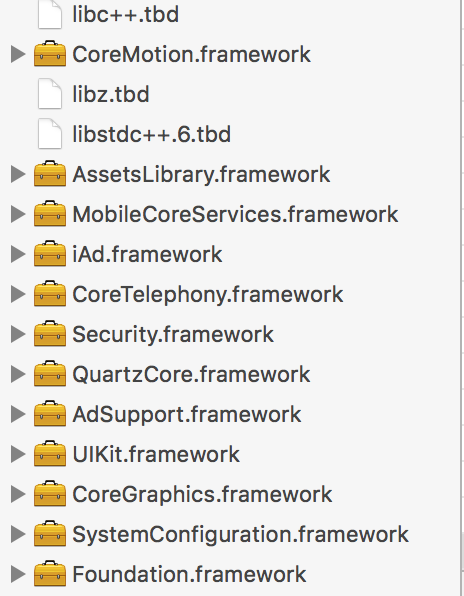 libc++.tbd
CoreMotion.framework
libz.tbd
libstdc++.6.tbd
AssetsLibrary.framework
MobileCoreServices.framework
iAd.framework
CoreTelephony.framework
Security.framework
QuartzCore.framework
AdSupport.framework
UIKit.framework
CoreGraphics.framework
SystemConfiguration.framework
Foundation.framework